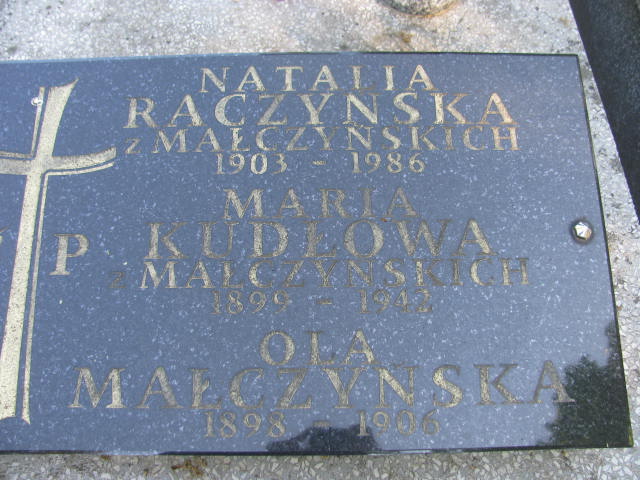 NATALIA
RACZYŃSKA
z MAŁCZYŃSKICH
1903 - 1986
MARIA
KUDŁOWA
z MAŁCZYŃSKICH
1899 - 1942
P
OLA
MAŁCZYŃSKA
1898 - 1906